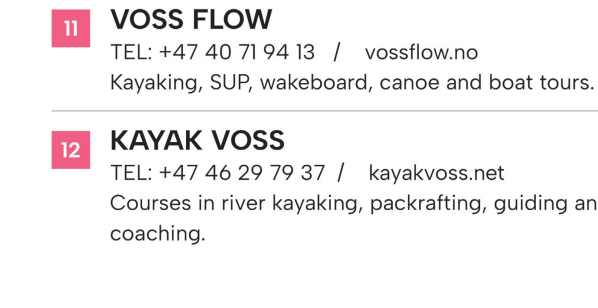 11
VOSS FLOW
TEL: +47 40 71 94 13 / vossflow.no
Kayaking, SUP, wakeboard, canoe and boat tours.
12
KAYAK VOSS
TEL: +47 46 29 79 37 / kayakvoss.net
Courses in river kayaking, packrafting, guiding an
coaching.